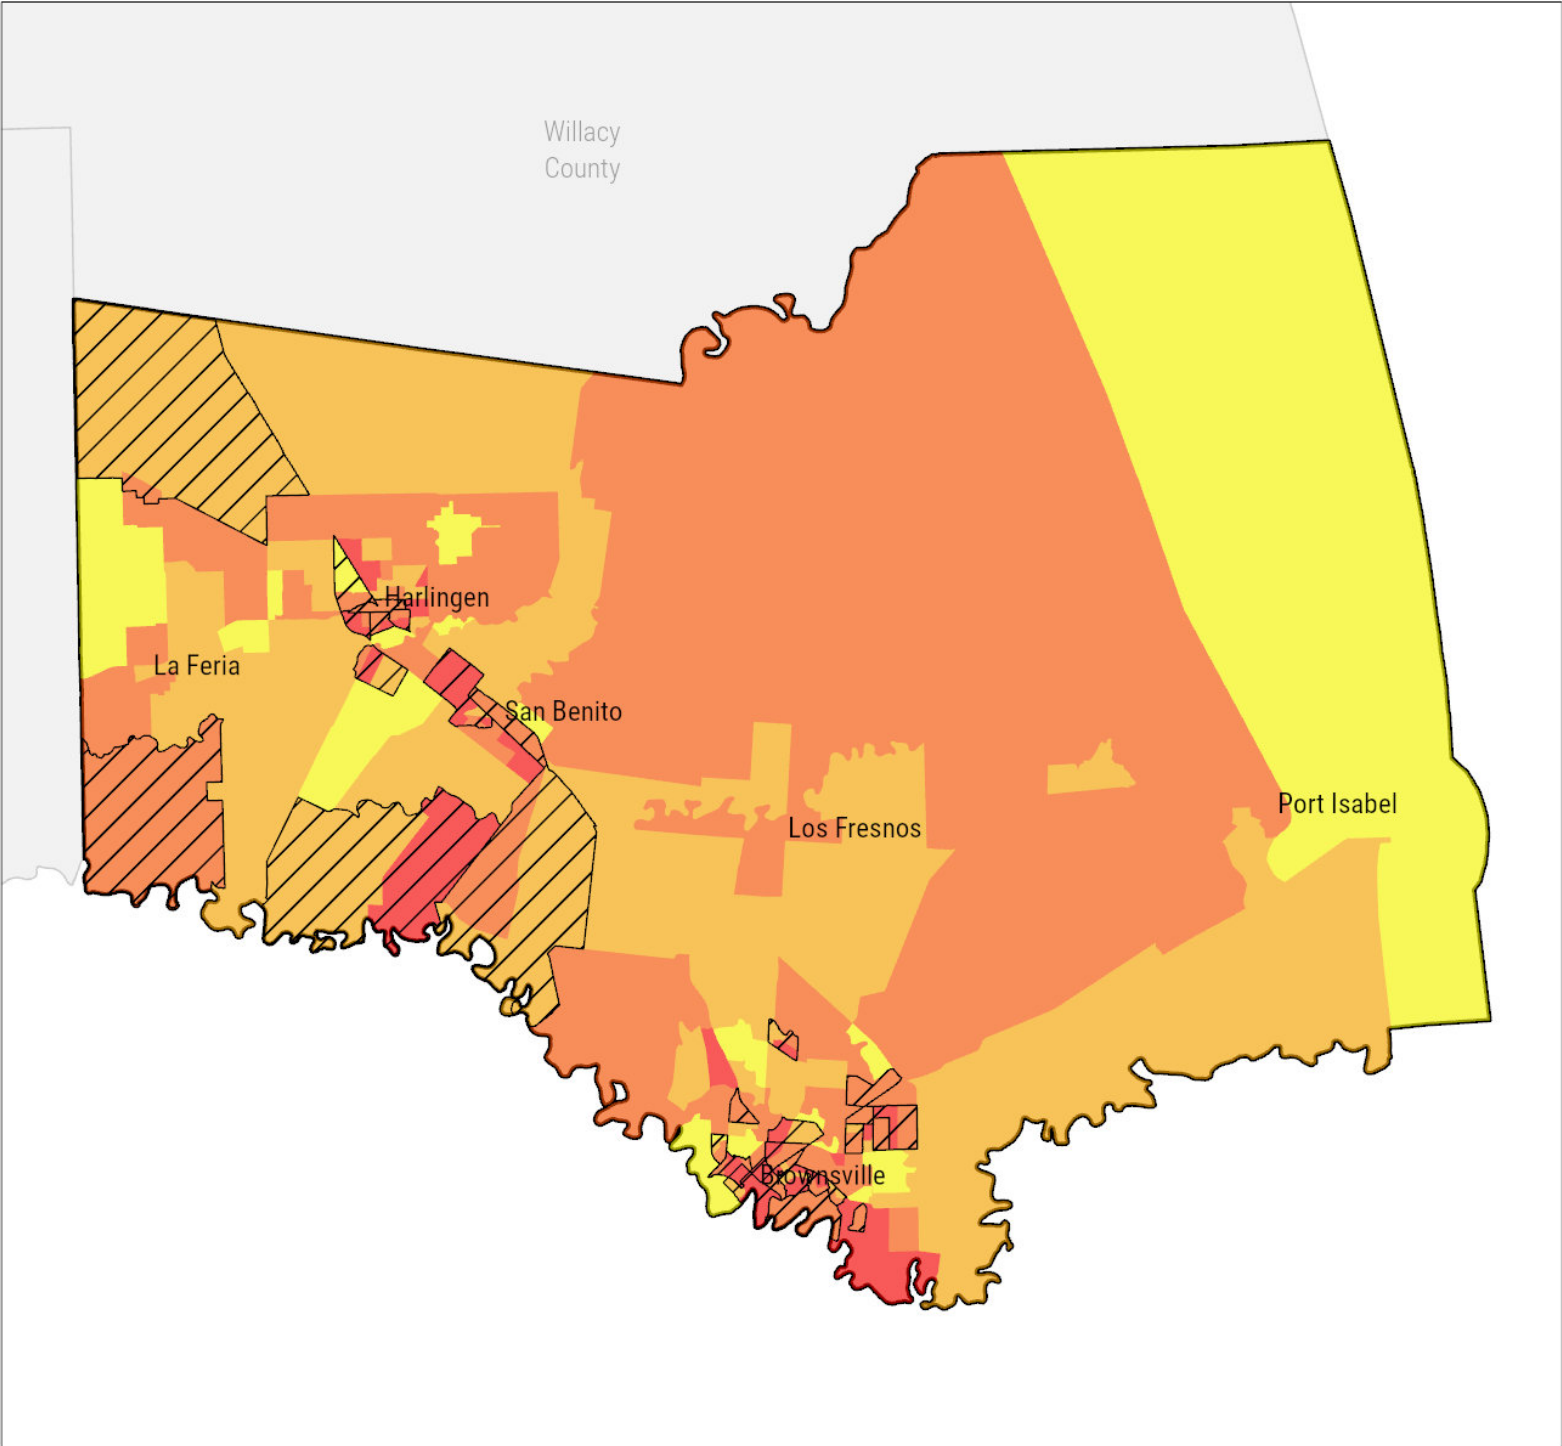 Willacy
County
Harlingen
La Feria
San Benito
Port Isabel
Los Fresnos
Brownsville